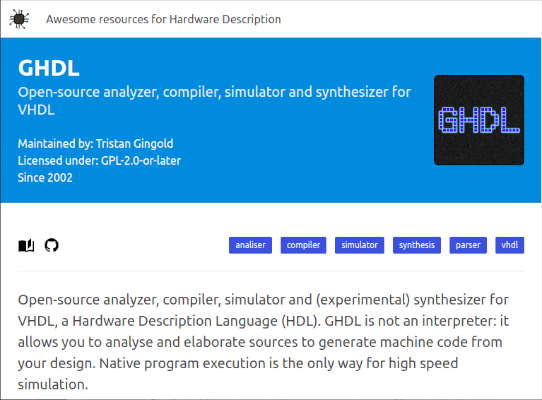 Awesome resources for Hardware Description
GHDL
Open-source analyzer, compiler, simulator and synthesizer for
VHDL
GHDL
Maintained by: Tristan Gingold
Licensed under: GPL-2.0-or-later
Since 2002
analiser compiler simulator synthesis parser vhdl
Open-source analyzer, compiler, simulator and (experimental) synthesizer for
VHDL, a Hardware Description Language (HDL). GHDL is not an interpreter: it
allows you to analyse and elaborate sources to generate machine code from
your design. Native program execution is the only way for high speed
simulation.